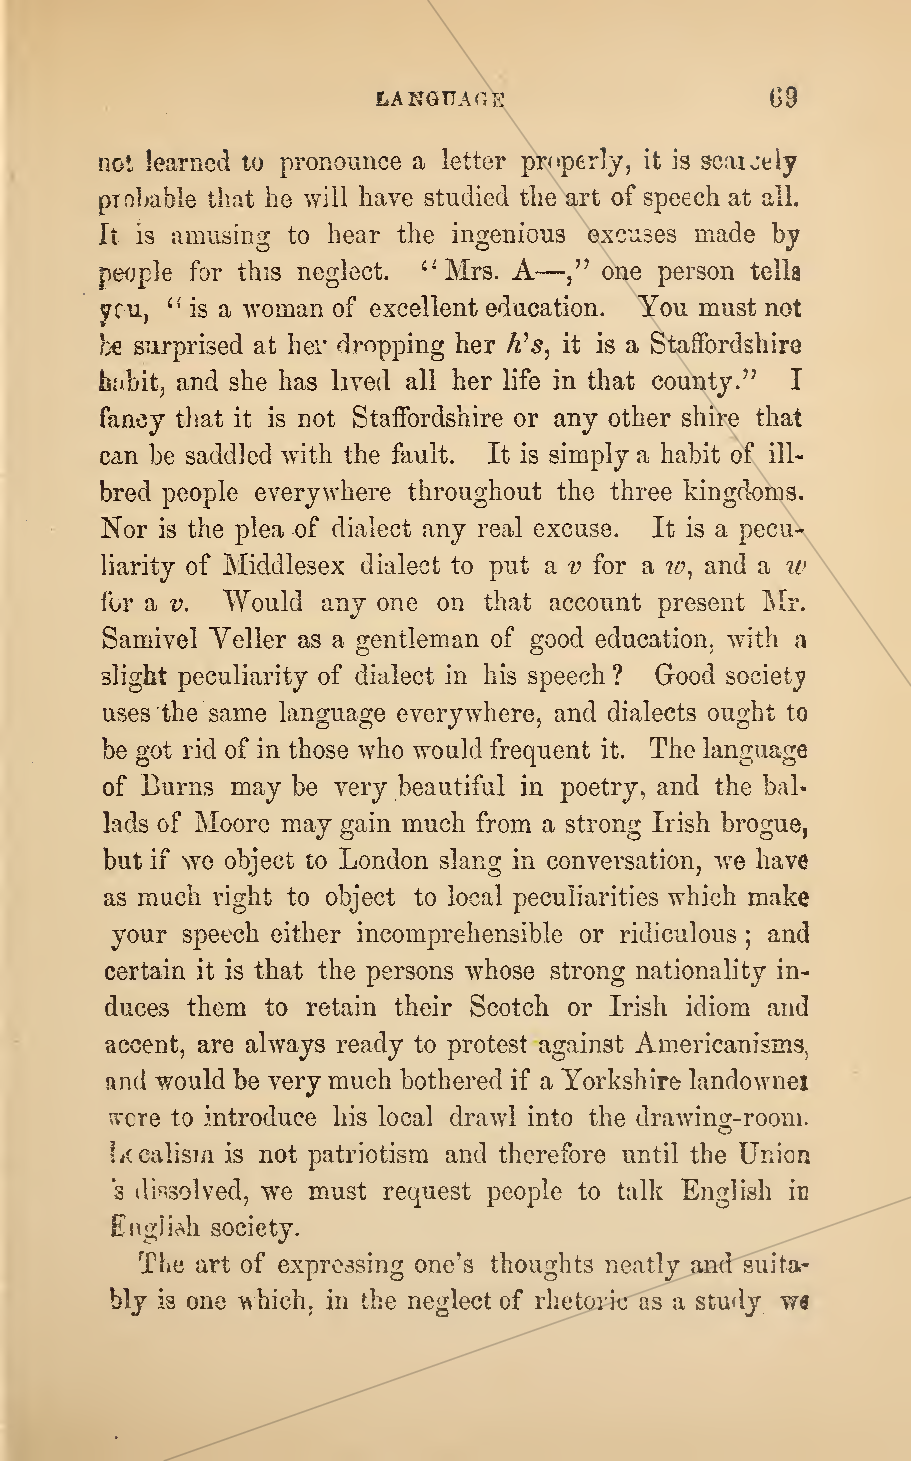 LANGUAGE 69
not learned to pronounce a letter properly, it is scarcely
probable that he will have studied the art of speech at all.
It is amusing to hear the ingenious excuses made by
people for this neglect. “Mrs. A—,” one person tells
you, “is a woman of excellent education. You must not
be surprised at her dropping her h's, it is a Staffordshire
habit, and she has lived all her life in that county.” I
fancy that it is not Staffordshire or any other shire that
can be saddled with the fault. It is simply a habit of ill-
bred people everywhere throughout the three kingdoms.
Nor is the plea of dialect any real excuse. It is a pecu-
liarity of Middlesex dialect to put a v for a w, and a w
for a v. Would any one on that account present Mr.
Samivel Veller as a gentleman of good education, with a
slight peculiarity of dialect in his speech? Good society
uses the same language everywhere, and dialects ought to
be got rid of in those who would frequent it. The language
of Burns may be very beautiful in poetry, and the bal-
lads of Moore may gain much from a strong Irish brogue,
but if we object to London slang in conversation, we have
as much right to object to local peculiarities which make
your speech either incomprehensible or ridiculous; and
certain it is that the persons whose strong nationality in-
duces them to retain their Scotch or Irish idiom and
accent, are always ready to protest against Americanisms,
and would be very much bothered if a Yorkshire landowner
were to introduce his local drawl into the drawing-room.
Localism is not patriotism and therefore until the Union
is dissolved, we must request people to talk English in
English society.
The art of expressing one's thoughts neatly and suita-
bly is one which, in the neglect of rhetoric as a study we